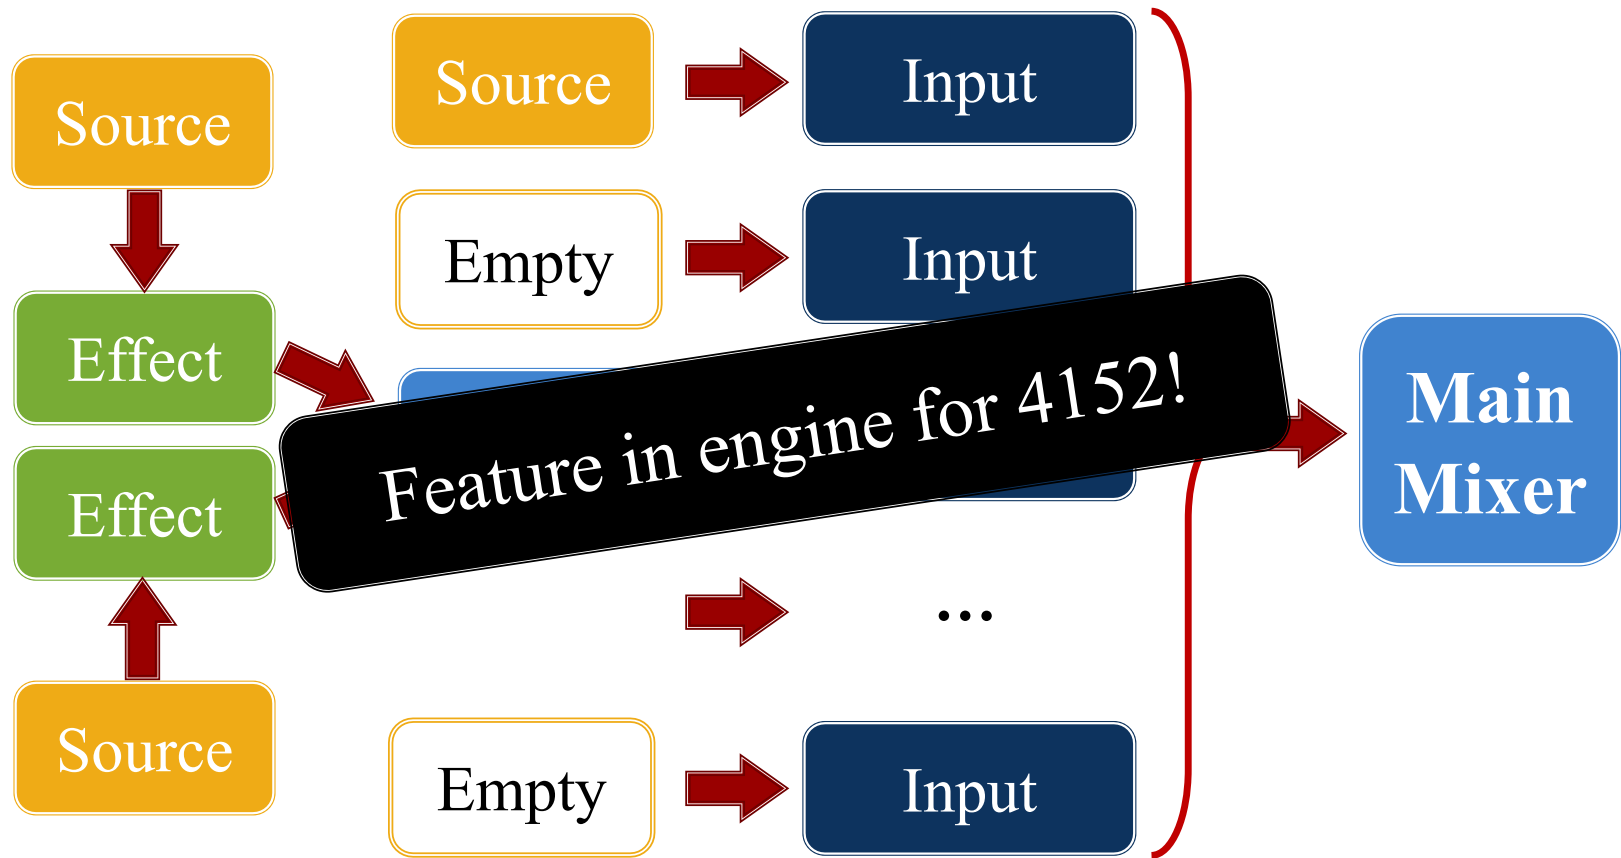 Source
Input
Source
Empty
Input
Effect
Feature in engine for 4152!
Main
Mixer
Effect
...
Source
Empty
Input